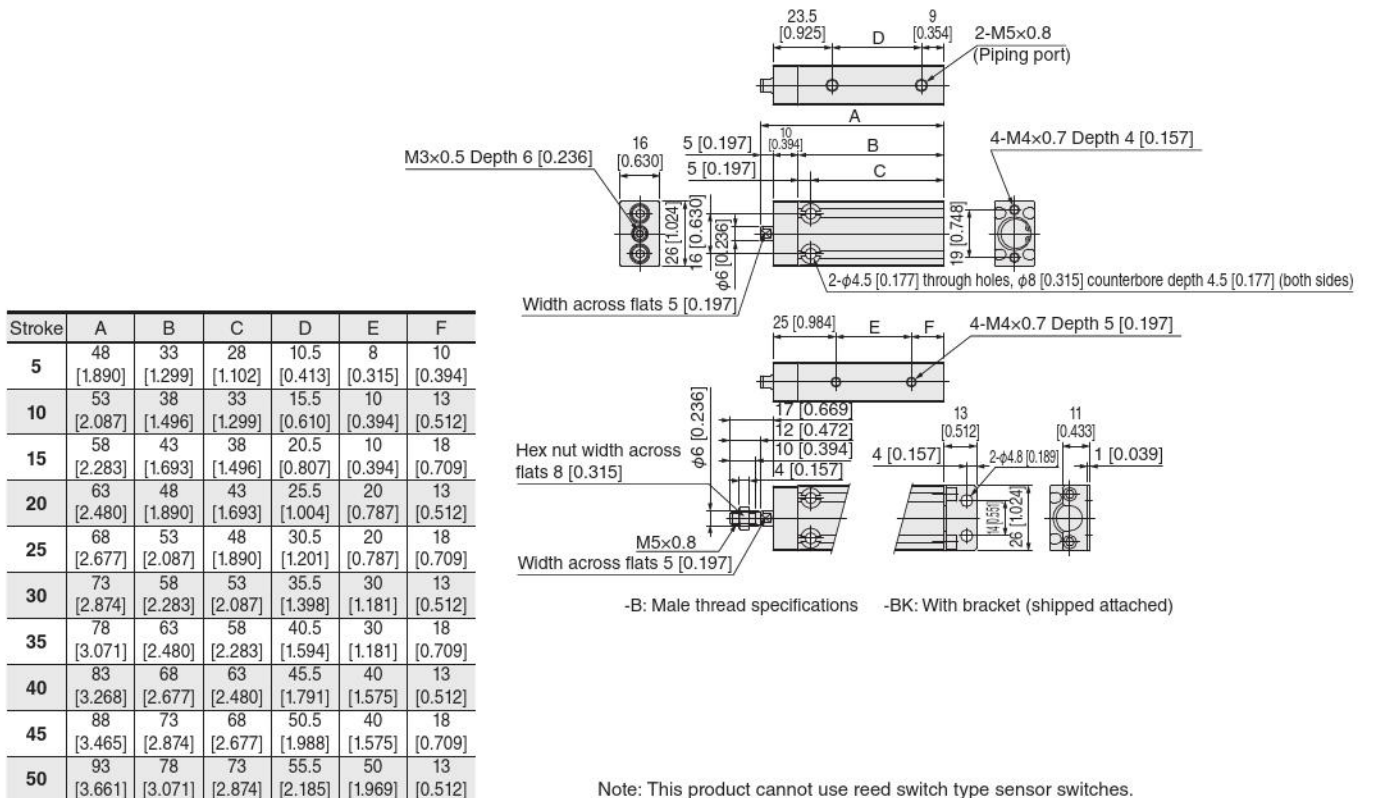 23.5
[0.925]
D
9
[0.354]
2-M5×0.8
(Piping port)
A
10
[0.394]
5 [0.197]
B
5 [0.197]
C
4-M4×0.7 Depth 4 [0.157]
M3×0.5 Depth 6 [0.236]
16
[0.630]
26 [1.024]
16 [0.630]
φ6 [0.236]
19 [0.748]
2-φ4.5 [0.177] through holes, φ8 [0.315] counterbore depth 4.5 [0.177] (both sides)
Width across flats 5 [0.197]
25 [0.984]
E
F
4-M4×0.7 Depth 5 [0.197]
17 [0.669]
12 [0.472]
10 [0.394]
4 [0.157]
φ6 [0.236]
Hex nut width across
flats 8 [0.315]
M5×0.8
Width across flats 5 [0.197]
13
[0.512]
4 [0.157]
2-φ4.8 [0.189]
14 [0.551]
26 [1.024]
11
[0.433]
1 [0.039]
-B: Male thread specifications
-BK: With bracket (shipped attached)
Stroke A B C D E F
5 48 33 28 10.5 8 10
[1.890] [1.299] [1.102] [0.413] [0.315] [0.394]
10 53 38 33 15.5 10 13
[2.087] [1.496] [1.299] [0.610] [0.394] [0.512]
15 58 43 38 20.5 10 18
[2.283] [1.693] [1.496] [0.807] [0.394] [0.709]
20 63 48 43 25.5 20 13
[2.480] [1.890] [1.693] [1.004] [0.787] [0.512]
25 68 53 48 30.5 20 18
[2.677] [2.087] [1.890] [1.201] [0.787] [0.709]
30 73 58 53 35.5 30 13
[2.874] [2.283] [2.087] [1.398] [1.181] [0.512]
35 78 63 58 40.5 30 18
[3.071] [2.480] [2.283] [1.594] [1.181] [0.709]
40 83 68 63 45.5 40 13
[3.268] [2.677] [2.480] [1.791] [1.575] [0.512]
45 88 73 68 50.5 40 18
[3.465] [2.874] [2.677] [1.988] [1.575] [0.709]
50 93 78 73 55.5 50 13
[3.661] [3.071] [2.874] [2.185] [1.969] [0.512]
Note: This product cannot use reed switch type sensor switches.